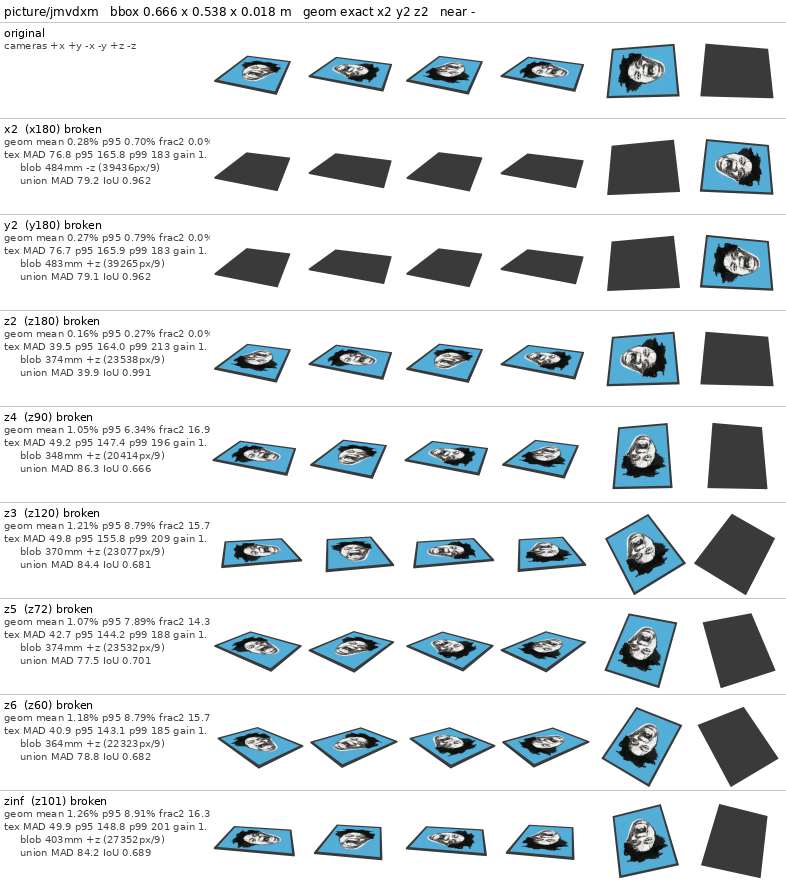 picture/jmvdxm   bbox 0.666 x 0.538 x 0.018 m   geom exact x2 y2 z2   near -
original
cameras +x +y -x -y +z -z
x2  (x180) broken
geom mean 0.28% p95 0.70% frac2 0.0%
tex MAD 76.8 p95 165.8 p99 183 gain 1.
blob 484mm -z (39436px/9)
union MAD 79.2 IoU 0.962
y2  (y180) broken
geom mean 0.27% p95 0.79% frac2 0.0%
tex MAD 76.7 p95 165.9 p99 183 gain 1.
blob 483mm +z (39265px/9)
union MAD 79.1 IoU 0.962
z2  (z180) broken
geom mean 0.16% p95 0.27% frac2 0.0%
tex MAD 39.5 p95 164.0 p99 213 gain 1.
blob 374mm +z (23538px/9)
union MAD 39.9 IoU 0.991
z4  (z90) broken
geom mean 1.05% p95 6.34% frac2 16.9
tex MAD 49.2 p95 147.4 p99 196 gain 1.
blob 348mm +z (20414px/9)
union MAD 86.3 IoU 0.666
z3  (z120) broken
geom mean 1.21% p95 8.79% frac2 15.7
tex MAD 49.8 p95 155.8 p99 209 gain 1.
blob 370mm +z (23077px/9)
union MAD 84.4 IoU 0.681
z5  (z72) broken
geom mean 1.07% p95 7.89% frac2 14.3
tex MAD 42.7 p95 144.2 p99 188 gain 1.
blob 374mm +z (23532px/9)
union MAD 77.5 IoU 0.701
z6  (z60) broken
geom mean 1.18% p95 8.79% frac2 15.7
tex MAD 40.9 p95 143.1 p99 185 gain 1.
blob 364mm +z (22323px/9)
union MAD 78.8 IoU 0.682
zinf  (z101) broken
geom mean 1.26% p95 8.91% frac2 16.3
tex MAD 49.9 p95 148.8 p99 201 gain 1.
blob 403mm +z (27352px/9)
union MAD 84.2 IoU 0.689